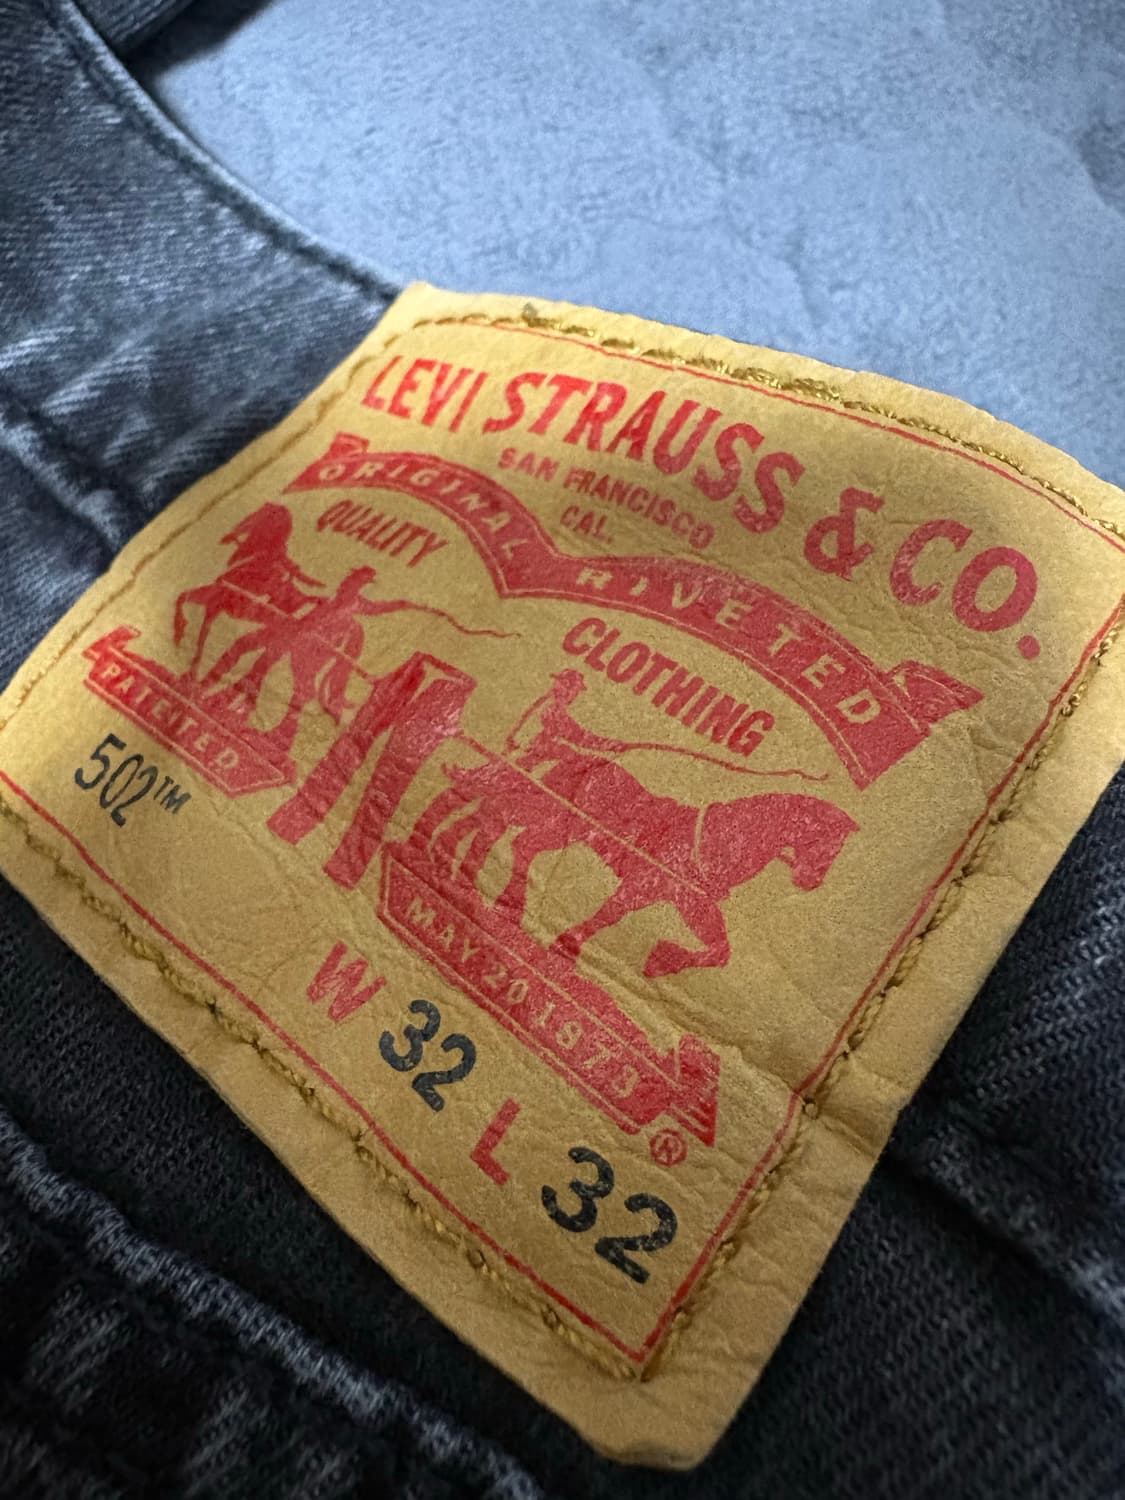 LEVI STRAUSS & CO.
SAN FRANCISCO
CAL.
ORIGINAL RIVETED
QUALITY
CLOTHING
PATENTED
MAY 20 1873
502™
W 32 L 32
®